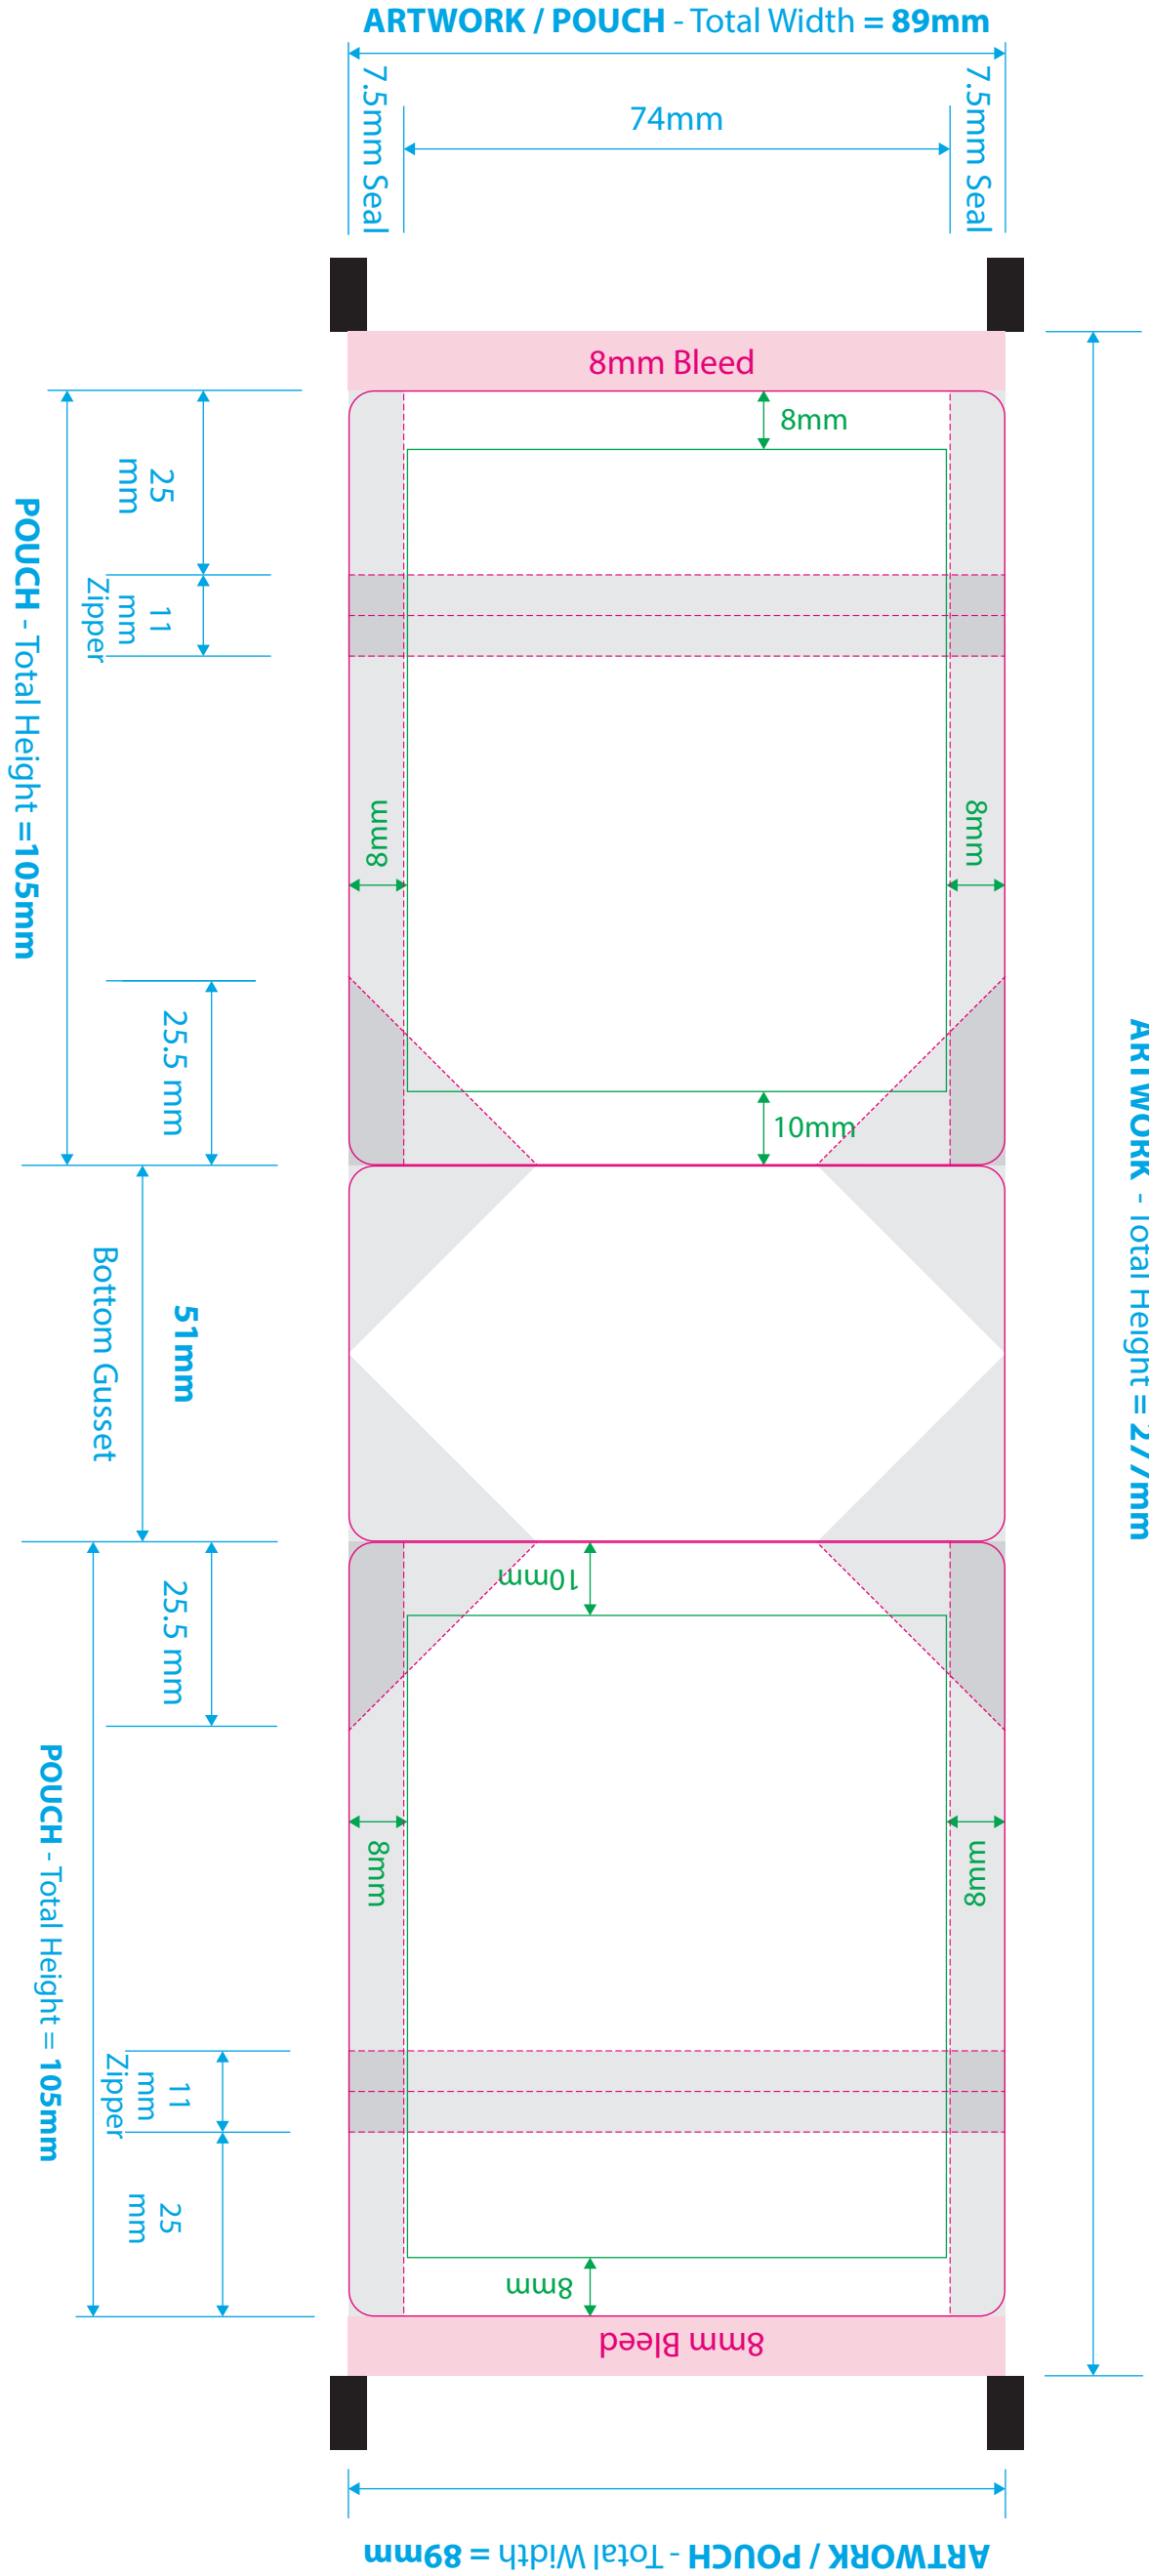 ARTWORK / POUCH - Total Width = 89mm
7.5mm Seal
74mm
7.5mm Seal
8mm Bleed
8mm
25
mm
11
mm
Zipper
POUCH - Total Height =105mm
8mm
8mm
25.5 mm
10mm
ARTWORK - Total Height = 277mm
51mm
Bottom Gusset
10mm
25.5 mm
POUCH - Total Height = 105mm
8mm
8mm
11
mm
Zipper
25
mm
8mm
8mm Bleed
ARTWORK / POUCH - Total Width = 89mm